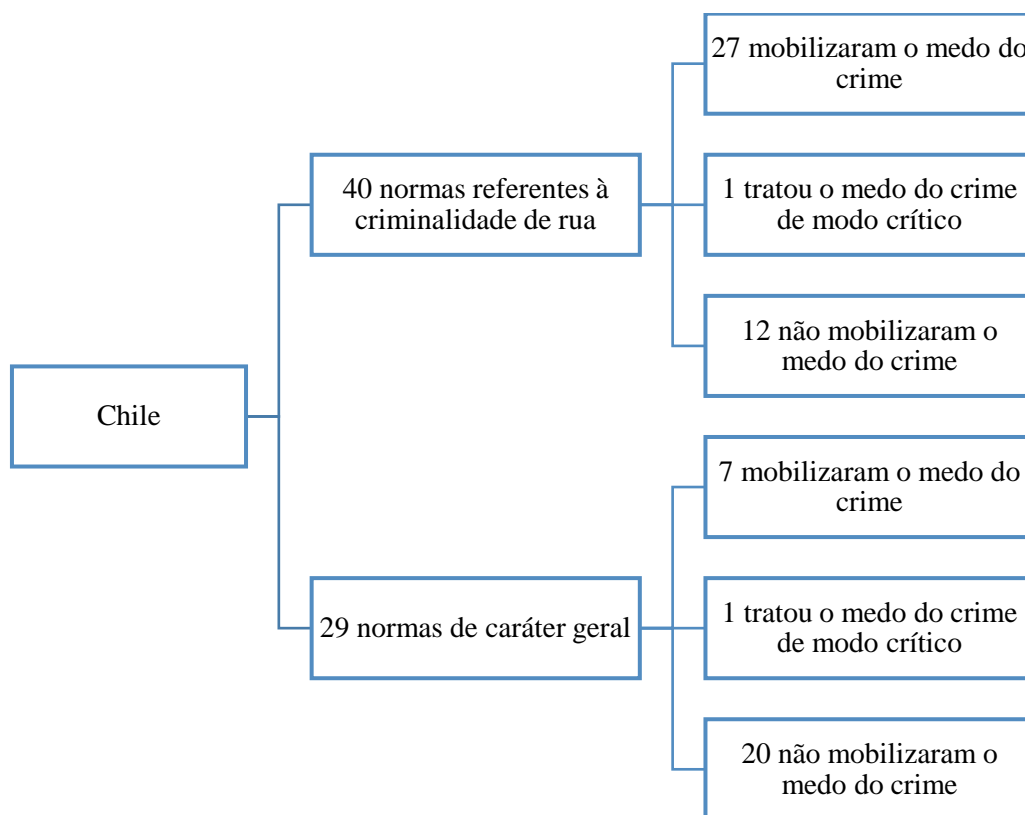 27 mobilizaram o medo do
crime
40 normas referentes à
criminalidade de rua
1 tratou o medo do crime
de modo crítico
12 não mobilizaram o
medo do crime
Chile
7 mobilizaram o medo do
crime
29 normas de caráter geral
1 tratou o medo do crime
de modo crítico
20 não mobilizaram o
medo do crime